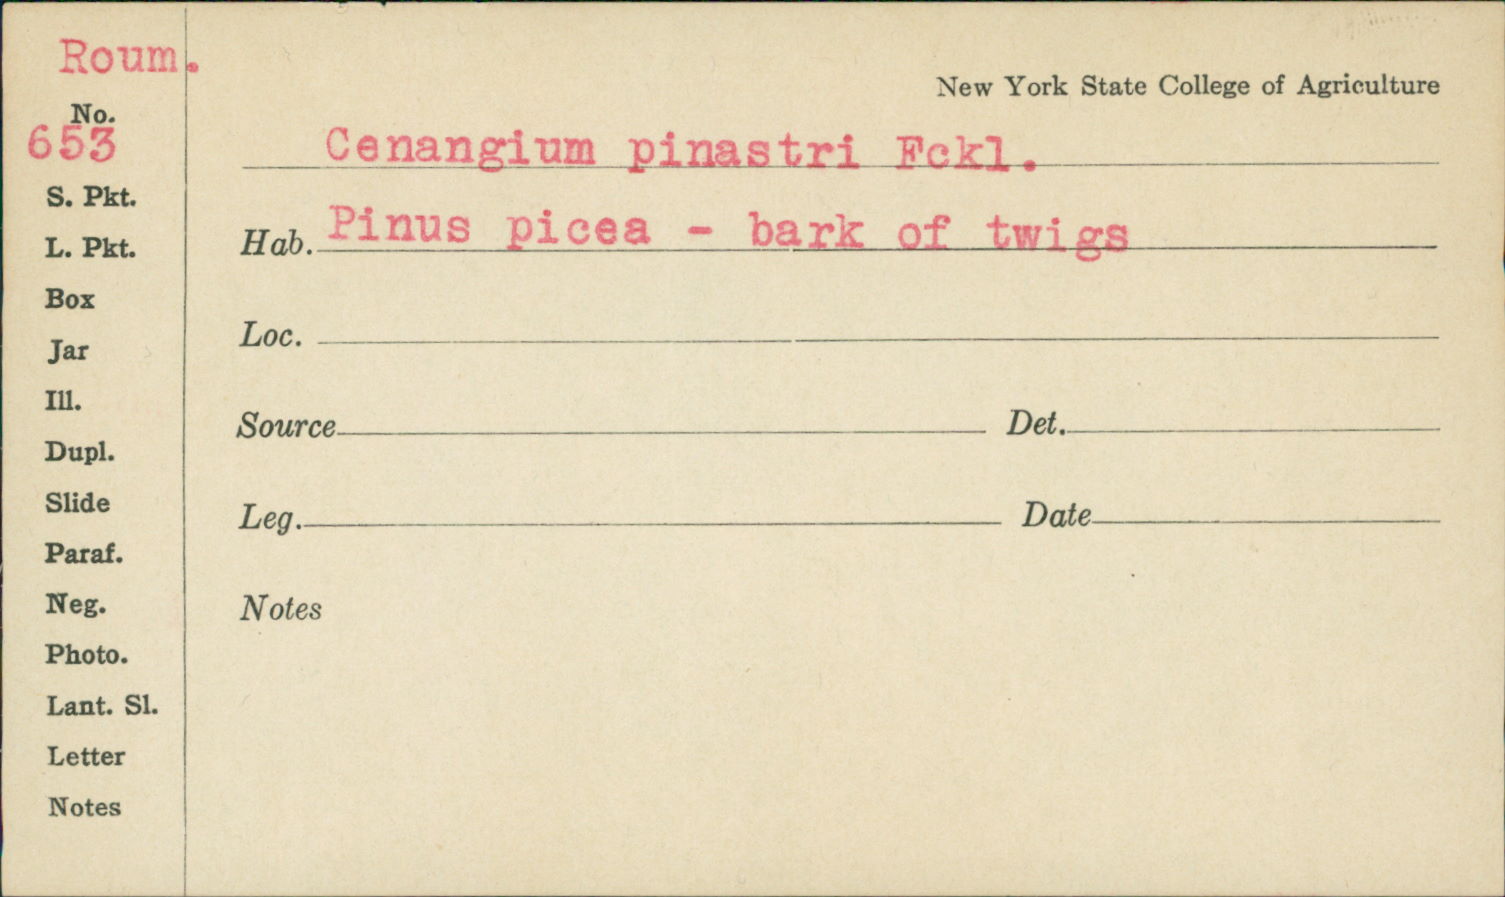 Roum.
New York State College of Agriculture
No.
653
Cenangium pinastri Fckl.
S. Pkt.
Hab. Pinus picea - bark of twigs
L. Pkt.
Box
Loc.
Jar
Ill.
Source Det.
Dupl.
Slide
Leg. Date
Paraf.
Neg.
Notes
Photo.
Lant. Sl.
Letter
Notes